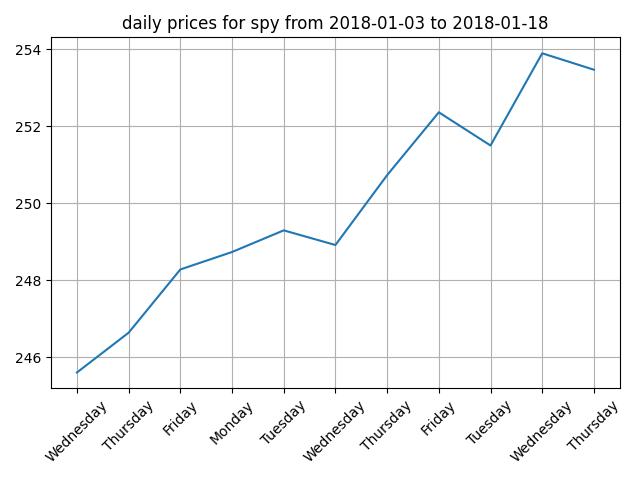 daily prices for spy from 2018-01-03 to 2018-01-18
254
252
250
248
246
Wednesday
Thursday
Friday
Monday
Tuesday
Wednesday
Thursday
Friday
Tuesday
Wednesday
Thursday